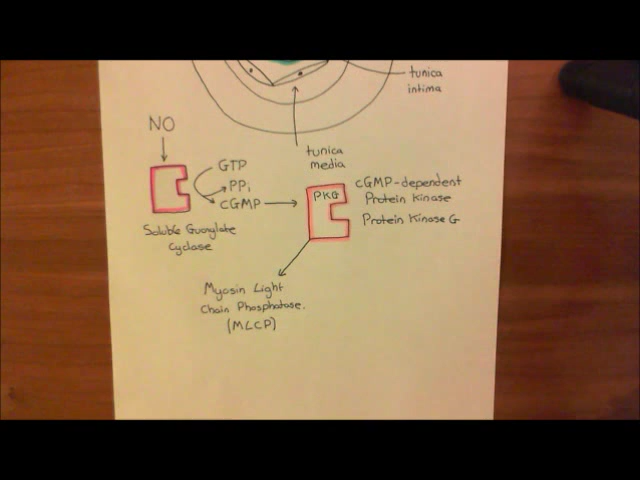 tunica
intima
NO
tunica
media
GTP
PPi
cGMP
PKG
cGMP-dependent
Protein Kinase
Protein Kinase G
Soluble Guanylate
Cyclase
Myosin Light
Chain Phosphatase.
(MLCP)